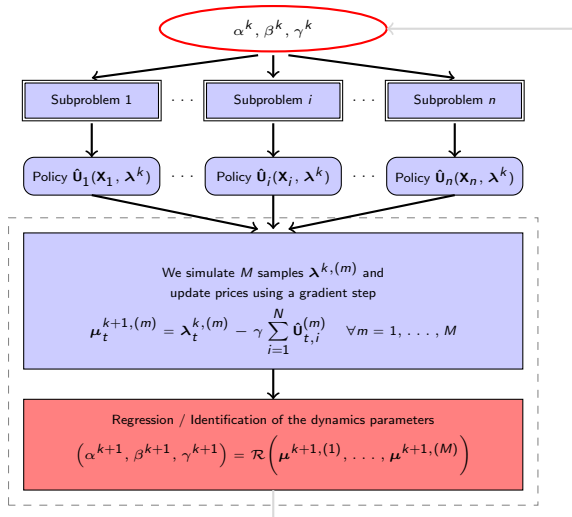 α^k, β^k, γ^k
Subproblem 1 · · · Subproblem i · · · Subproblem n
Policy Û_1(X_1, λ^k) · · · Policy Û_i(X_i, λ^k) · · · Policy Û_n(X_n, λ^k)
We simulate M samples λ^{k,(m)} and
update prices using a gradient step
μ_t^{k+1,(m)} = λ_t^{k,(m)} − γ ∑_{i=1}^{N} Û_{t,i}^{(m)} ∀m = 1, . . . , M
Regression / Identification of the dynamics parameters
(α^{k+1}, β^{k+1}, γ^{k+1}) = R(μ^{k+1,(1)}, . . . , μ^{k+1,(M)})